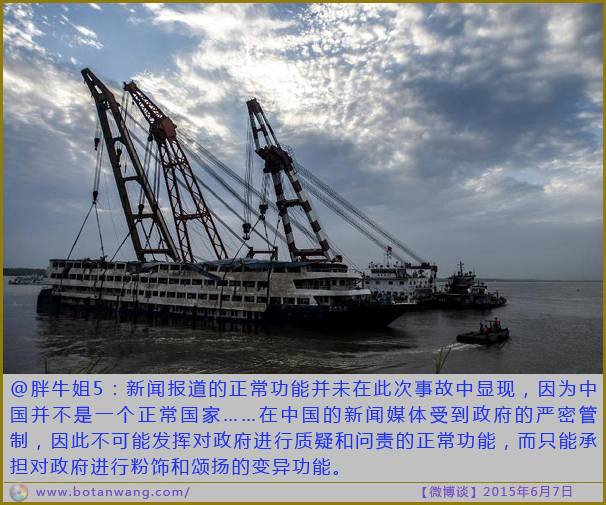 @胖牛姐5：新闻报道的正常功能并未在此次事故中显现，因为中
国并不是一个正常国家……在中国的新闻媒体受到政府的严密管
制，因此不可能发挥对政府进行质疑和问责的正常功能，而只能承
担对政府进行粉饰和颂扬的变异功能。
www.botanwang.com/
【微博谈】2015年6月7日